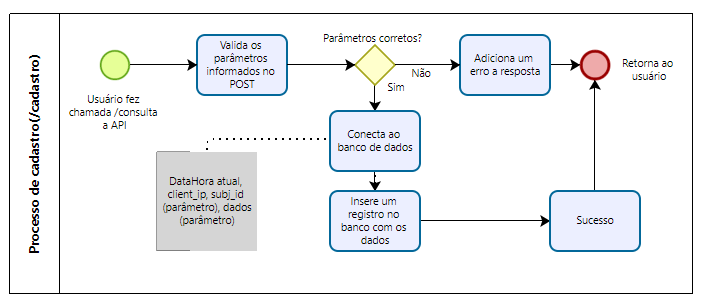 Processo de cadastro(/cadastro)
Usuário fez
chamada /consulta
a API
Valida os
parâmetros
informados no
POST
Parâmetros corretos?
Não
Sim
Adiciona um
erro a resposta
Retorna ao
usuário
Conecta ao
banco de dados
DataHora atual,
client_ip, subj_id
(parâmetro), dados
(parâmetro)
Insere um
registro no
banco com os
dados
Sucesso